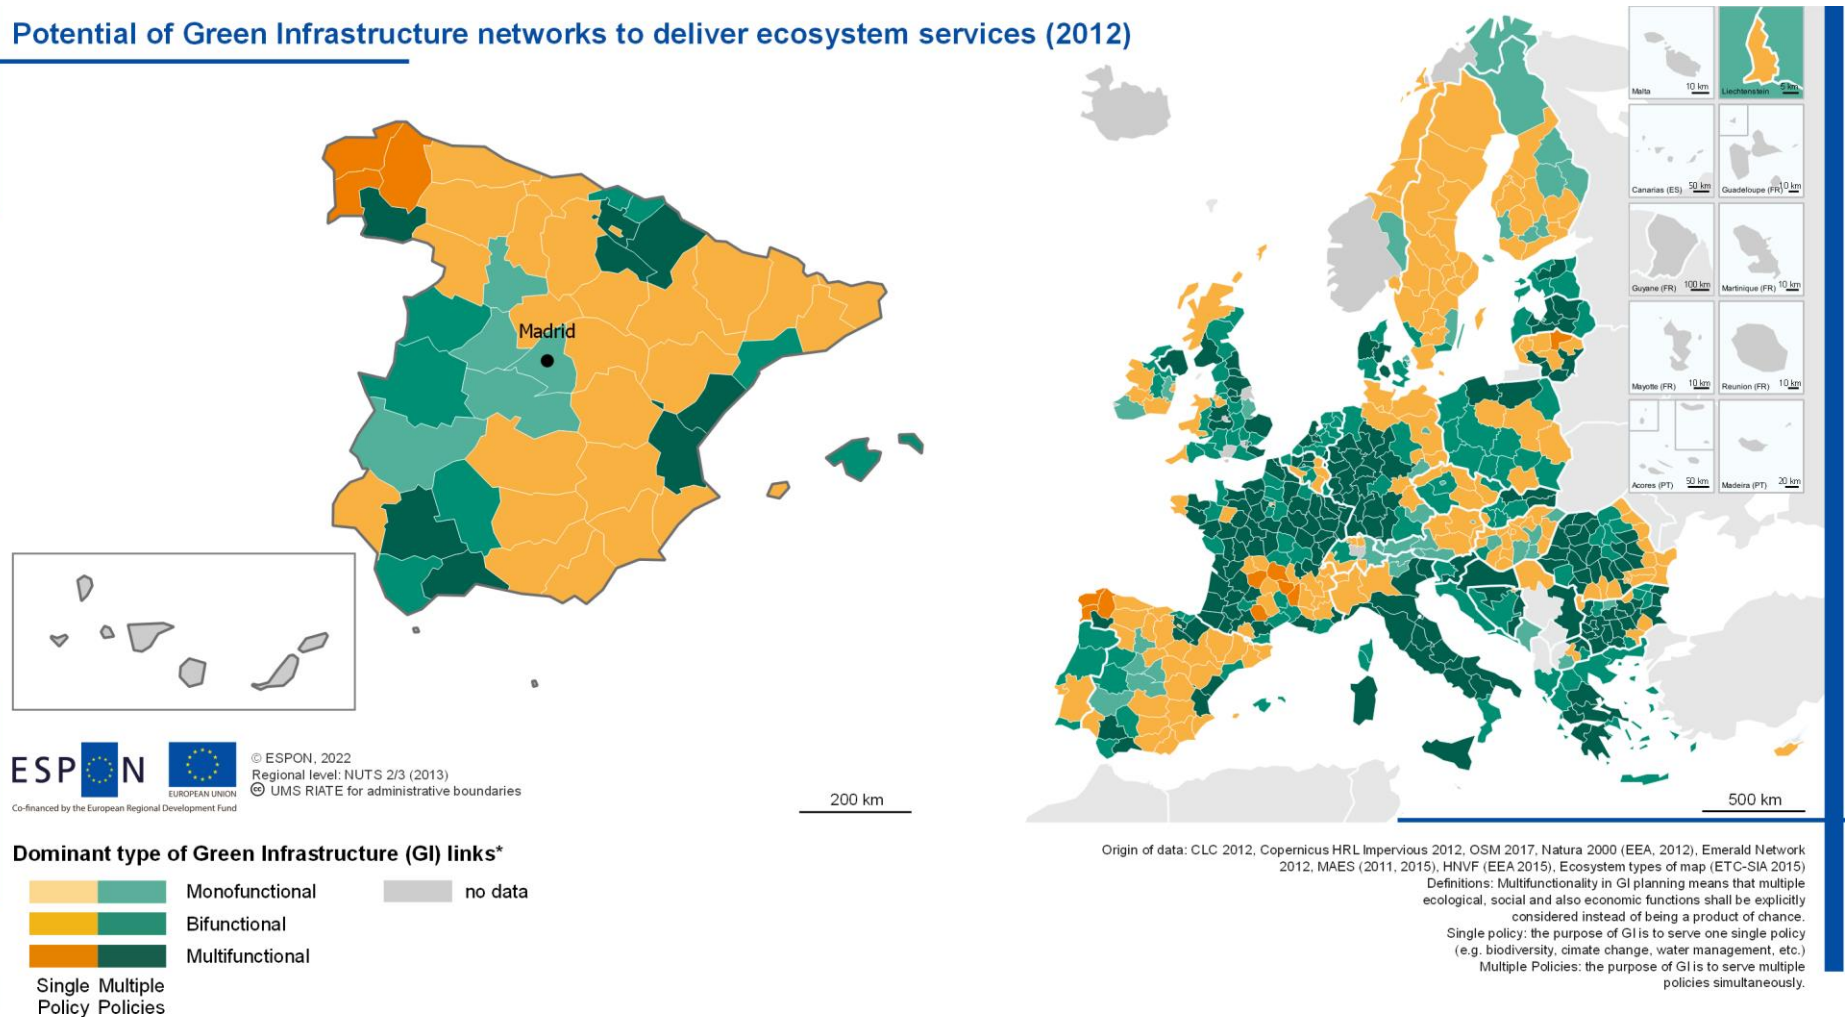 Potential of Green Infrastructure networks to deliver ecosystem services (2012)
Madrid
Malta
10 km
Liechtenstein
5 km
Canarias (ES)
50 km
Guadeloupe (FR)
10 km
Guyane (FR)
100 km
Martinique (FR)
10 km
Mayotte (FR)
10 km
Reunion (FR)
10 km
Acores (PT)
50 km
Madeira (PT)
20 km
ESPON
EUROPEAN UNION
Co-financed by the European Regional Development Fund
© ESPON, 2022
Regional level: NUTS 2/3 (2013)
cc UMS RIATE for administrative boundaries
200 km
500 km
Dominant type of Green Infrastructure (GI) links*
Monofunctional
Bifunctional
Multifunctional
no data
Single Multiple
Policy Policies
Origin of data: CLC 2012, Copernicus HRL Impervious 2012, OSM 2017, Natura 2000 (EEA, 2012), Emerald Network
2012, MAES (2011, 2015), HNVF (EEA 2015), Ecosystem types of map (ETC-SIA 2015)
Definitions: Multifunctionality in GI planning means that multiple
ecological, social and also economic functions shall be explicitly
considered instead of being a product of chance.
Single policy: the purpose of GI is to serve one single policy
(e.g. biodiversity, cimate change, water management, etc.)
Multiple Policies: the purpose of GI is to serve multiple
policies simultaneously.